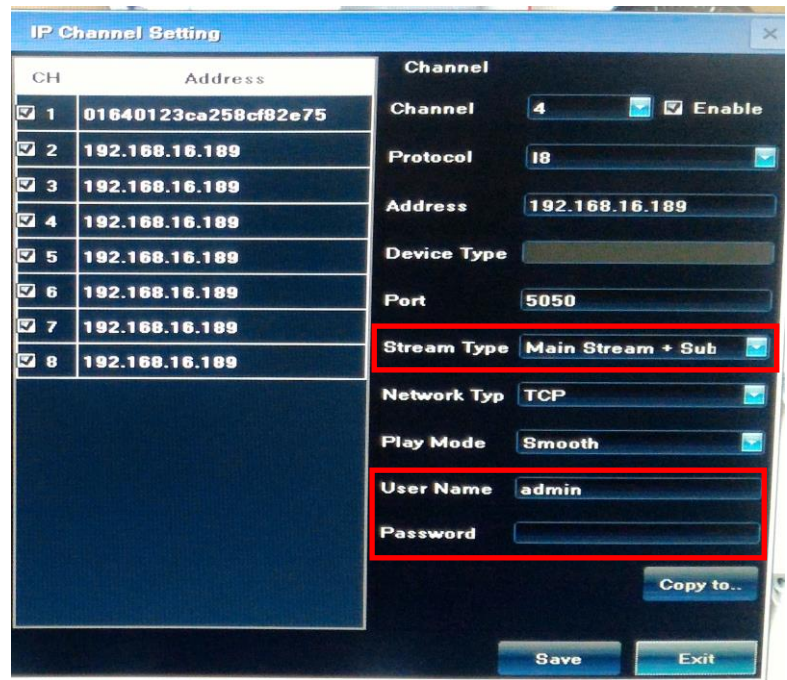 IP Channel Setting
CH Address
1 01640123ca258cf82e75
2 192.168.16.189
3 192.168.16.189
4 192.168.16.189
5 192.168.16.189
6 192.168.16.189
7 192.168.16.189
8 192.168.16.189
Channel
Channel 4 Enable
Protocol I8
Address 192.168.16.189
Device Type
Port 5050
Stream Type Main Stream + Sub
Network Typ TCP
Play Mode Smooth
User Name admin
Password
Copy to..
Save Exit